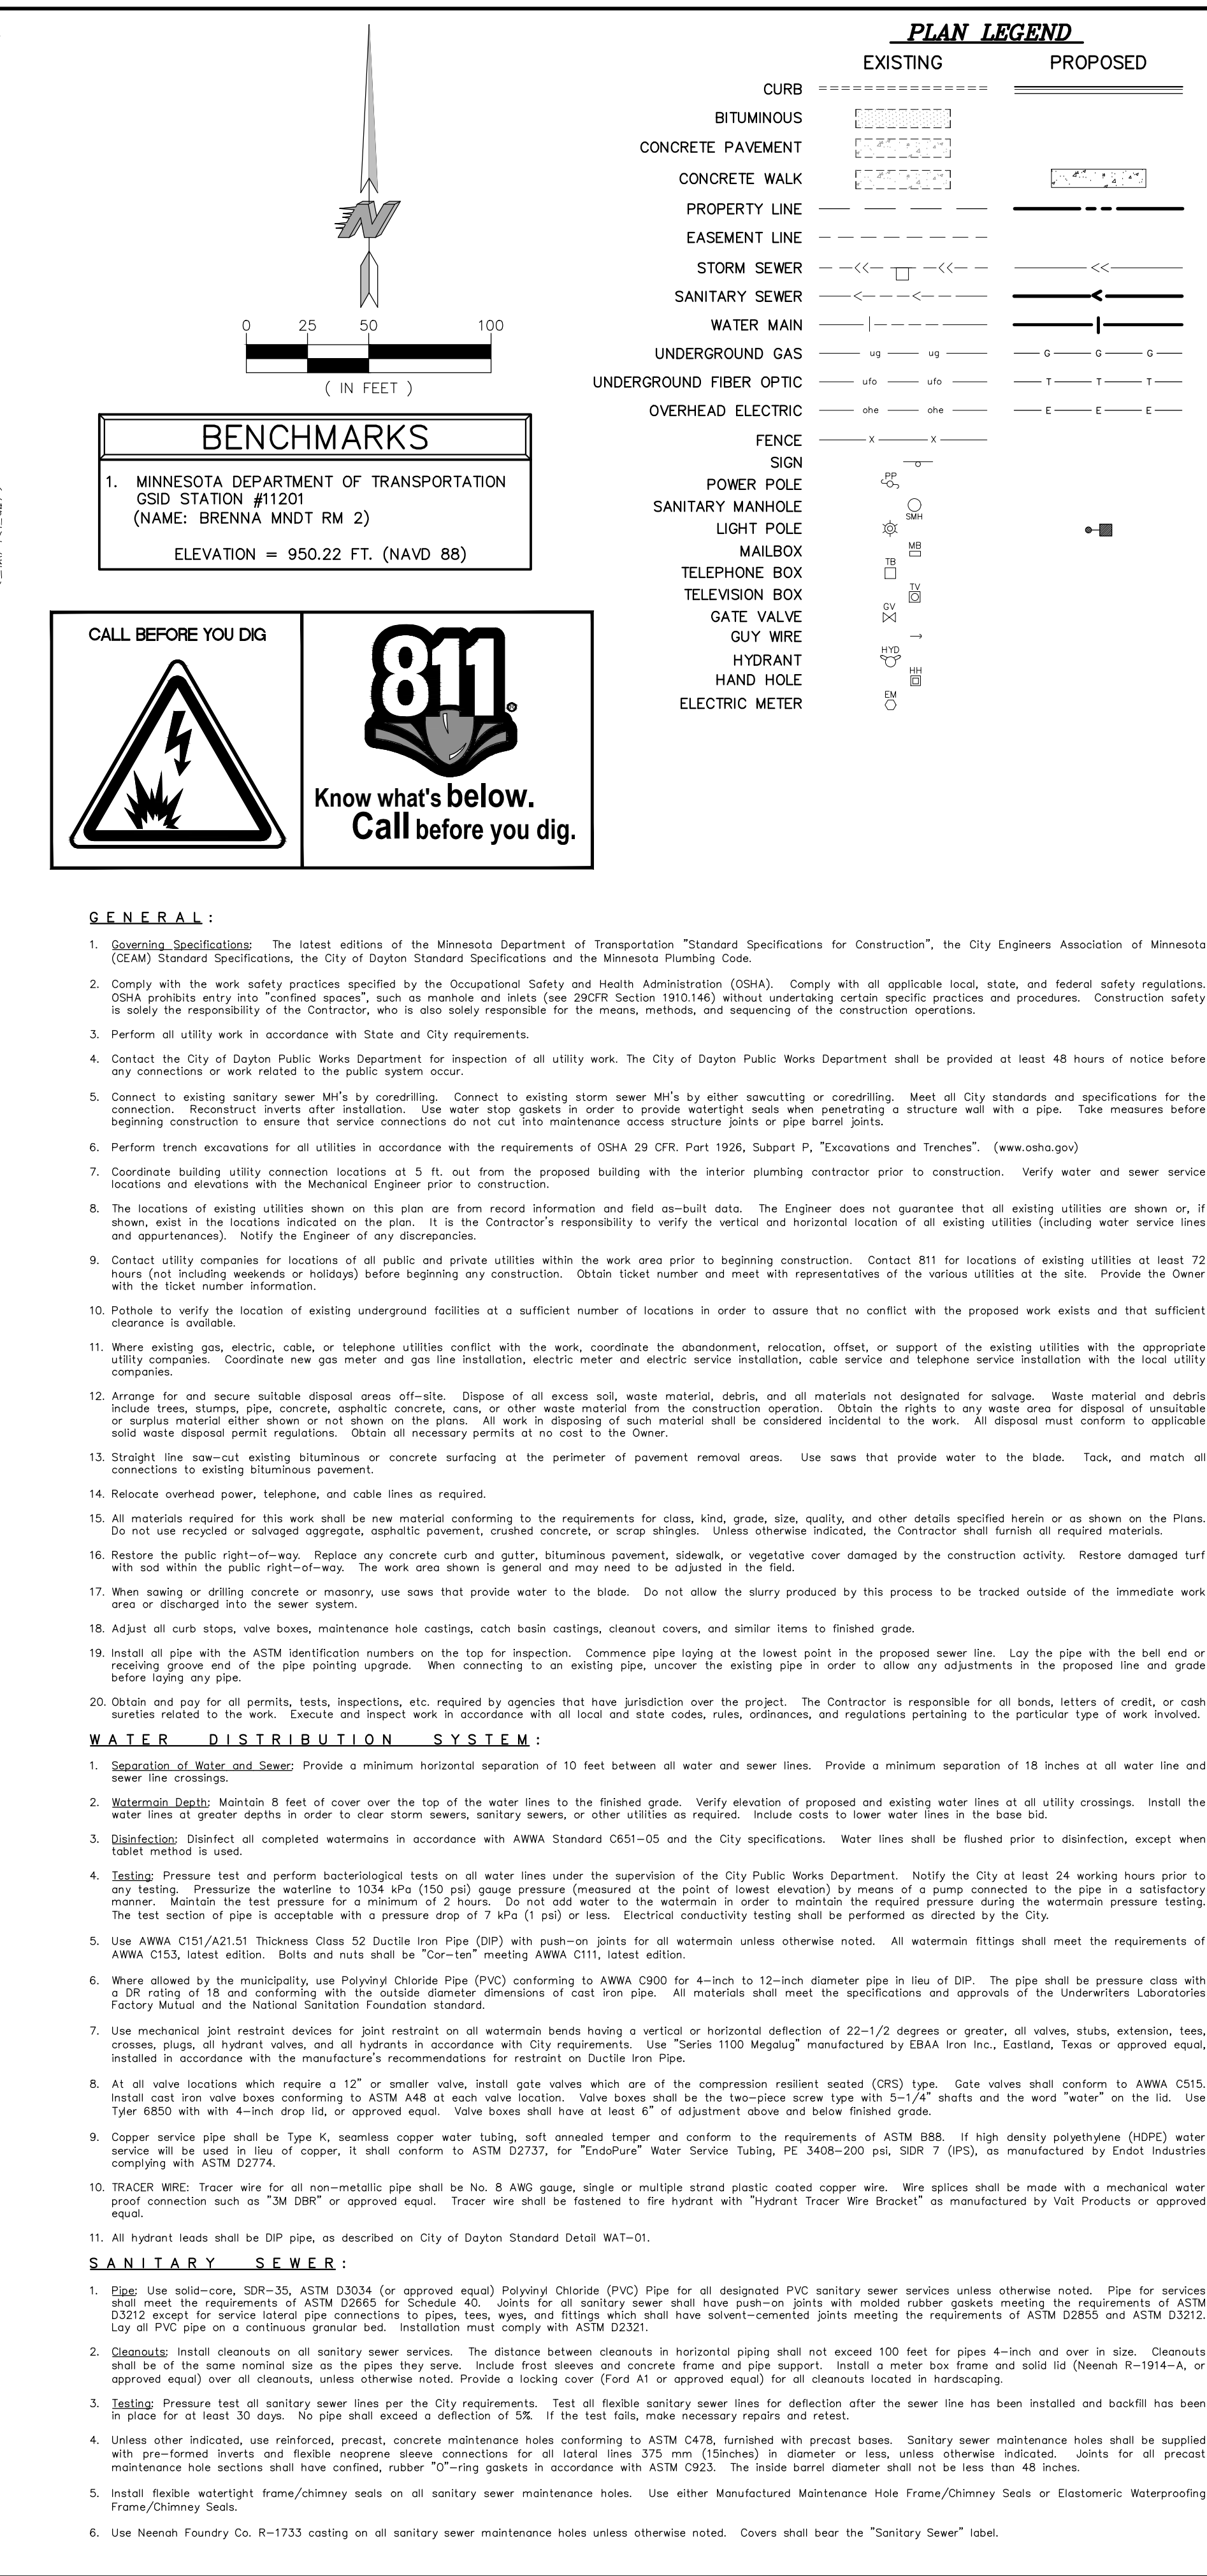 PLAN LEGEND
EXISTING PROPOSED
CURB
BITUMINOUS
CONCRETE PAVEMENT
CONCRETE WALK
PROPERTY LINE
EASEMENT LINE
STORM SEWER << << <<
SANITARY SEWER < < <
WATER MAIN
UNDERGROUND GAS ug ug G G G
UNDERGROUND FIBER OPTIC ufo ufo T T T
OVERHEAD ELECTRIC ohe ohe E E E
FENCE X X
SIGN
POWER POLE PP
SANITARY MANHOLE SMH
LIGHT POLE
MAILBOX MB
TELEPHONE BOX TB
TELEVISION BOX TV
GATE VALVE GV
GUY WIRE
HYDRANT HYD
HAND HOLE HH
ELECTRIC METER EM
N
0 25 50 100
( IN FEET )
BENCHMARKS
1. MINNESOTA DEPARTMENT OF TRANSPORTATION
GSID STATION #11201
(NAME: BRENNA MNDT RM 2)
ELEVATION = 950.22 FT. (NAVD 88)
CALL BEFORE YOU DIG
811
Know what's below.
Call before you dig.
GENERAL:
1. Governing Specifications: The latest editions of the Minnesota Department of Transportation "Standard Specifications for Construction", the City Engineers Association of Minnesota
(CEAM) Standard Specifications, the City of Dayton Standard Specifications and the Minnesota Plumbing Code.
2. Comply with the work safety practices specified by the Occupational Safety and Health Administration (OSHA). Comply with all applicable local, state, and federal safety regulations.
OSHA prohibits entry into "confined spaces", such as manhole and inlets (see 29CFR Section 1910.146) without undertaking certain specific practices and procedures. Construction safety
is solely the responsibility of the Contractor, who is also solely responsible for the means, methods, and sequencing of the construction operations.
3. Perform all utility work in accordance with State and City requirements.
4. Contact the City of Dayton Public Works Department for inspection of all utility work. The City of Dayton Public Works Department shall be provided at least 48 hours of notice before
any connections or work related to the public system occur.
5. Connect to existing sanitary sewer MH's by coredrilling. Connect to existing storm sewer MH's by either sawcutting or coredrilling. Meet all City standards and specifications for the
connection. Reconstruct inverts after installation. Use water stop gaskets in order to provide watertight seals when penetrating a structure wall with a pipe. Take measures before
beginning construction to ensure that service connections do not cut into maintenance access structure joints or pipe barrel joints.
6. Perform trench excavations for all utilities in accordance with the requirements of OSHA 29 CFR. Part 1926, Subpart P, "Excavations and Trenches". (www.osha.gov)
7. Coordinate building utility connection locations at 5 ft. out from the proposed building with the interior plumbing contractor prior to construction. Verify water and sewer service
locations and elevations with the Mechanical Engineer prior to construction.
8. The locations of existing utilities shown on this plan are from record information and field as-built data. The Engineer does not guarantee that all existing utilities are shown or, if
shown, exist in the locations indicated on the plan. It is the Contractor's responsibility to verify the vertical and horizontal location of all existing utilities (including water service lines
and appurtenances). Notify the Engineer of any discrepancies.
9. Contact utility companies for locations of all public and private utilities within the work area prior to beginning construction. Contact 811 for locations of existing utilities at least 72
hours (not including weekends or holidays) before beginning any construction. Obtain ticket number and meet with representatives of the various utilities at the site. Provide the Owner
with the ticket number information.
10. Pothole to verify the location of existing underground facilities at a sufficient number of locations in order to assure that no conflict with the proposed work exists and that sufficient
clearance is available.
11. Where existing gas, electric, cable, or telephone utilities conflict with the work, coordinate the abandonment, relocation, offset, or support of the existing utilities with the appropriate
utility companies. Coordinate new gas meter and gas line installation, electric meter and electric service installation, cable service and telephone service installation with the local utility
companies.
12. Arrange for and secure suitable disposal areas off-site. Dispose of all excess soil, waste material, debris, and all materials not designated for salvage. Waste material and debris
include trees, stumps, pipe, concrete, asphaltic concrete, cans, or other waste material from the construction operation. Obtain the rights to any waste area for disposal of unsuitable
or surplus material either shown or not shown on the plans. All work in disposing of such material shall be considered incidental to the work. All disposal must conform to applicable
solid waste disposal permit regulations. Obtain all necessary permits at no cost to the Owner.
13. Straight line saw-cut existing bituminous or concrete surfacing at the perimeter of pavement removal areas. Use saws that provide water to the blade. Tack, and match all
connections to existing bituminous pavement.
14. Relocate overhead power, telephone, and cable lines as required.
15. All materials required for this work shall be new material conforming to the requirements for class, kind, grade, size, quality, and other details specified herein or as shown on the Plans.
Do not use recycled or salvaged aggregate, asphaltic pavement, crushed concrete, or scrap shingles. Unless otherwise indicated, the Contractor shall furnish all required materials.
16. Restore the public right-of-way. Replace any concrete curb and gutter, bituminous pavement, sidewalk, or vegetative cover damaged by the construction activity. Restore damaged turf
with sod within the public right-of-way. The work area shown is general and may need to be adjusted in the field.
17. When sawing or drilling concrete or masonry, use saws that provide water to the blade. Do not allow the slurry produced by this process to be tracked outside of the immediate work
area or discharged into the sewer system.
18. Adjust all curb stops, valve boxes, maintenance hole castings, catch basin castings, cleanout covers, and similar items to finished grade.
19. Install all pipe with the ASTM identification numbers on the top for inspection. Commence pipe laying at the lowest point in the proposed sewer line. Lay the pipe with the bell end or
receiving groove end of the pipe pointing upgrade. When connecting to an existing pipe, uncover the existing pipe in order to allow any adjustments in the proposed line and grade
before laying any pipe.
20. Obtain and pay for all permits, tests, inspections, etc. required by agencies that have jurisdiction over the project. The Contractor is responsible for all bonds, letters of credit, or cash
sureties related to the work. Execute and inspect work in accordance with all local and state codes, rules, ordinances, and regulations pertaining to the particular type of work involved.
WATER DISTRIBUTION SYSTEM:
1. Separation of Water and Sewer: Provide a minimum horizontal separation of 10 feet between all water and sewer lines. Provide a minimum separation of 18 inches at all water line and
sewer line crossings.
2. Watermain Depth: Maintain 8 feet of cover over the top of the water lines to the finished grade. Verify elevation of proposed and existing water lines at all utility crossings. Install the
water lines at greater depths in order to clear storm sewers, sanitary sewers, or other utilities as required. Include costs to lower water lines in the base bid.
3. Disinfection: Disinfect all completed watermains in accordance with AWWA Standard C651-05 and the City specifications. Water lines shall be flushed prior to disinfection, except when
tablet method is used.
4. Testing: Pressure test and perform bacteriological tests on all water lines under the supervision of the City Public Works Department. Notify the City at least 24 working hours prior to
any testing. Pressurize the waterline to 1034 kPa (150 psi) gauge pressure (measured at the point of lowest elevation) by means of a pump connected to the pipe in a satisfactory
manner. Maintain the test pressure for a minimum of 2 hours. Do not add water to the watermain in order to maintain the required pressure during the watermain pressure testing.
The test section of pipe is acceptable with a pressure drop of 7 kPa (1 psi) or less. Electrical conductivity testing shall be performed as directed by the City.
5. Use AWWA C151/A21.51 Thickness Class 52 Ductile Iron Pipe (DIP) with push-on joints for all watermain unless otherwise noted. All watermain fittings shall meet the requirements of
AWWA C153, latest edition. Bolts and nuts shall be "Cor-ten" meeting AWWA C111, latest edition.
6. Where allowed by the municipality, use Polyvinyl Chloride Pipe (PVC) conforming to AWWA C900 for 4-inch to 12-inch diameter pipe in lieu of DIP. The pipe shall be pressure class with
a DR rating of 18 and conforming with the outside diameter dimensions of cast iron pipe. All materials shall meet the specifications and approvals of the Underwriters Laboratories
Factory Mutual and the National Sanitation Foundation standard.
7. Use mechanical joint restraint devices for joint restraint on all watermain bends having a vertical or horizontal deflection of 22-1/2 degrees or greater, all valves, stubs, extension, tees,
crosses, plugs, all hydrant valves, and all hydrants in accordance with City requirements. Use "Series 1100 Megalug" manufactured by EBAA Iron Inc., Eastland, Texas or approved equal,
installed in accordance with the manufacture's recommendations for restraint on Ductile Iron Pipe.
8. At all valve locations which require a 12" or smaller valve, install gate valves which are of the compression resilient seated (CRS) type. Gate valves shall conform to AWWA C515.
Install cast iron valve boxes conforming to ASTM A48 at each valve location. Valve boxes shall be the two-piece screw type with 5-1/4" shafts and the word "water" on the lid. Use
Tyler 6850 with with 4-inch drop lid, or approved equal. Valve boxes shall have at least 6" of adjustment above and below finished grade.
9. Copper service pipe shall be Type K, seamless copper water tubing, soft annealed temper and conform to the requirements of ASTM B88. If high density polyethylene (HDPE) water
service will be used in lieu of copper, it shall conform to ASTM D2737, for "EndoPure" Water Service Tubing, PE 3408-200 psi, SIDR 7 (IPS), as manufactured by Endot Industries
complying with ASTM D2774.
10. TRACER WIRE: Tracer wire for all non-metallic pipe shall be No. 8 AWG gauge, single or multiple strand plastic coated copper wire. Wire splices shall be made with a mechanical water
proof connection such as "3M DBR" or approved equal. Tracer wire shall be fastened to fire hydrant with "Hydrant Tracer Wire Bracket" as manufactured by Vait Products or approved
equal.
11. All hydrant leads shall be DIP pipe, as described on City of Dayton Standard Detail WAT-01.
SANITARY SEWER:
1. Pipe: Use solid-core, SDR-35, ASTM D3034 (or approved equal) Polyvinyl Chloride (PVC) Pipe for all designated PVC sanitary sewer services unless otherwise noted. Pipe for services
shall meet the requirements of ASTM D2665 for Schedule 40. Joints for all sanitary sewer shall have push-on joints with molded rubber gaskets meeting the requirements of ASTM
D3212 except for service lateral pipe connections to pipes, tees, wyes, and fittings which shall have solvent-cemented joints meeting the requirements of ASTM D2855 and ASTM D3212.
Lay all PVC pipe on a continuous granular bed. Installation must comply with ASTM D2321.
2. Cleanouts: Install cleanouts on all sanitary sewer services. The distance between cleanouts in horizontal piping shall not exceed 100 feet for pipes 4-inch and over in size. Cleanouts
shall be of the same nominal size as the pipes they serve. Include frost sleeves and concrete frame and pipe support. Install a meter box frame and solid lid (Neenah R-1914-A, or
approved equal) over all cleanouts, unless otherwise noted. Provide a locking cover (Ford A1 or approved equal) for all cleanouts located in hardscaping.
3. Testing: Pressure test all sanitary sewer lines per the City requirements. Test all flexible sanitary sewer lines for deflection after the sewer line has been installed and backfill has been
in place for at least 30 days. No pipe shall exceed a deflection of 5%. If the test fails, make necessary repairs and retest.
4. Unless other indicated, use reinforced, precast, concrete maintenance holes conforming to ASTM C478, furnished with precast bases. Sanitary sewer maintenance holes shall be supplied
with pre-formed inverts and flexible neoprene sleeve connections for all lateral lines 375 mm (15inches) in diameter or less, unless otherwise indicated. Joints for all precast
maintenance hole sections shall have confined, rubber "O"-ring gaskets in accordance with ASTM C923. The inside barrel diameter shall not be less than 48 inches.
5. Install flexible watertight frame/chimney seals on all sanitary sewer maintenance holes. Use either Manufactured Maintenance Hole Frame/Chimney Seals or Elastomeric Waterproofing
Frame/Chimney Seals.
6. Use Neenah Foundry Co. R-1733 casting on all sanitary sewer maintenance holes unless otherwise noted. Covers shall bear the "Sanitary Sewer" label.